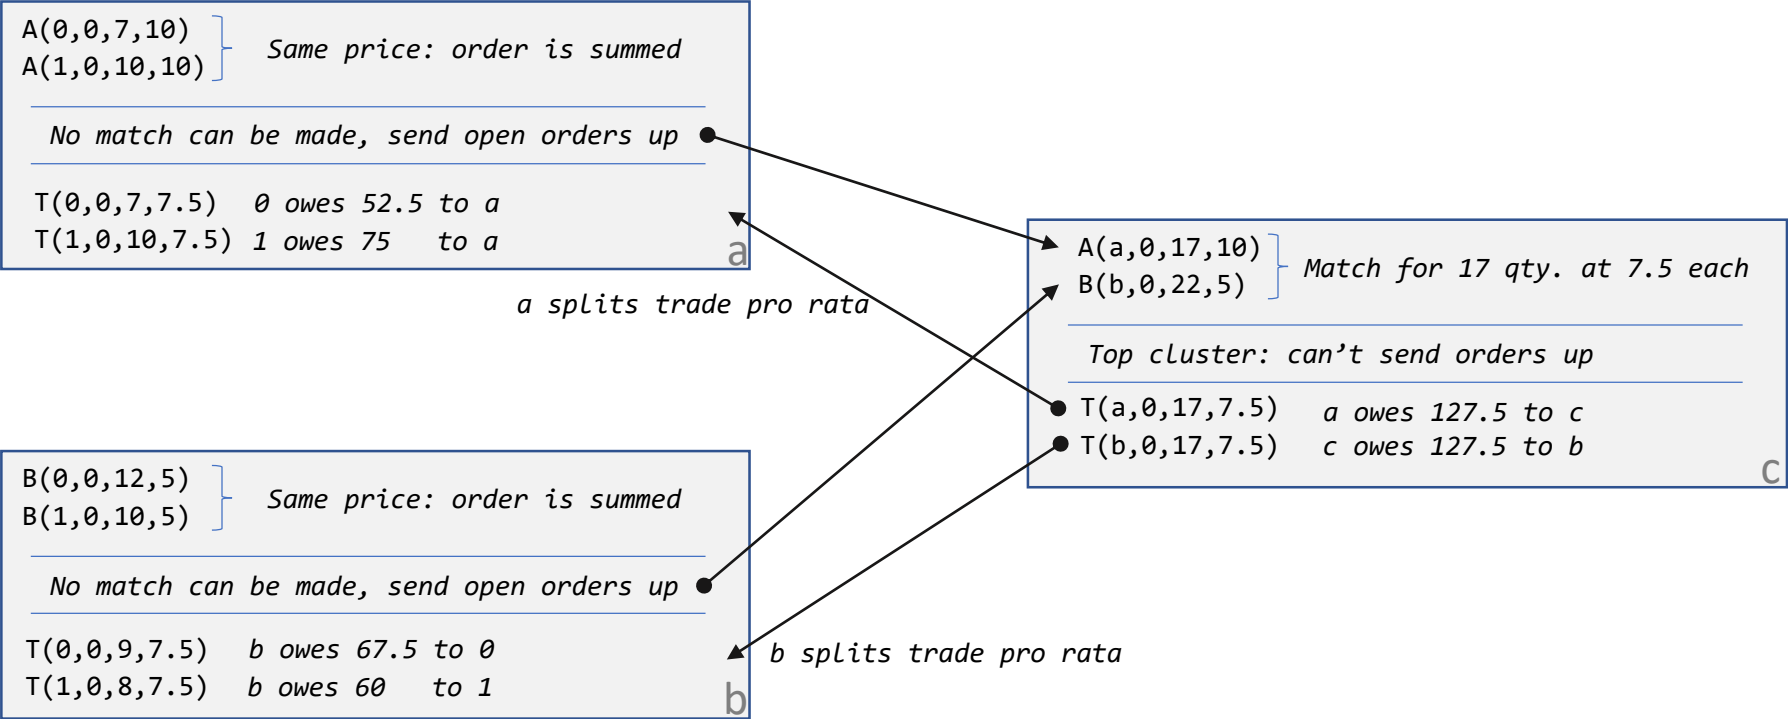 A(0,0,7,10)
A(1,0,10,10)
Same price: order is summed
No match can be made, send open orders up
T(0,0,7,7.5) 0 owes 52.5 to a
T(1,0,10,7.5) 1 owes 75 to a
a
a splits trade pro rata
A(a,0,17,10)
B(b,0,22,5)
Match for 17 qty. at 7.5 each
Top cluster: can’t send orders up
T(a,0,17,7.5) a owes 127.5 to c
T(b,0,17,7.5) c owes 127.5 to b
c
B(0,0,12,5)
B(1,0,10,5)
Same price: order is summed
No match can be made, send open orders up
T(0,0,9,7.5) b owes 67.5 to 0
T(1,0,8,7.5) b owes 60 to 1
b
b splits trade pro rata